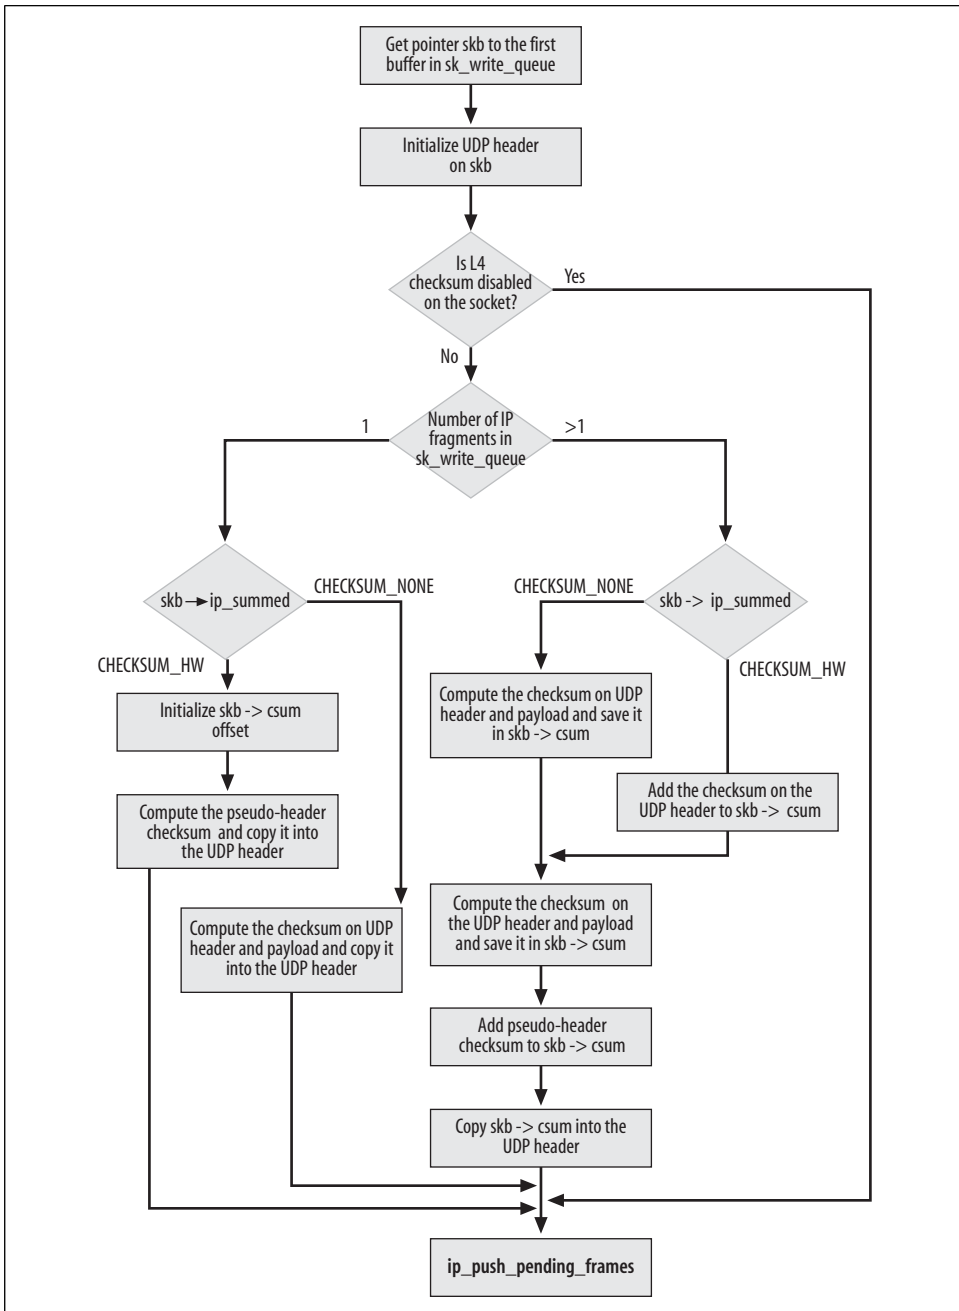 Get pointer skb to the first
buffer in sk_write_queue
Initialize UDP header
on skb
Is L4
checksum disabled
on the socket?
Yes
No
Number of IP
fragments in
sk_write_queue
1
>1
skb → ip_summed
CHECKSUM_NONE
CHECKSUM_NONE
skb -> ip_summed
CHECKSUM_HW
CHECKSUM_HW
Initialize skb -> csum
offset
Compute the checksum on UDP
header and payload and save it
in skb -> csum
Compute the pseudo-header
checksum and copy it into
the UDP header
Add the checksum on the
UDP header to skb -> csum
Compute the checksum on UDP
header and payload and copy it
into the UDP header
Compute the checksum on
the UDP header and payload
and save it in skb -> csum
Add pseudo-header
checksum to skb -> csum
Copy skb -> csum into the
UDP header
ip_push_pending_frames